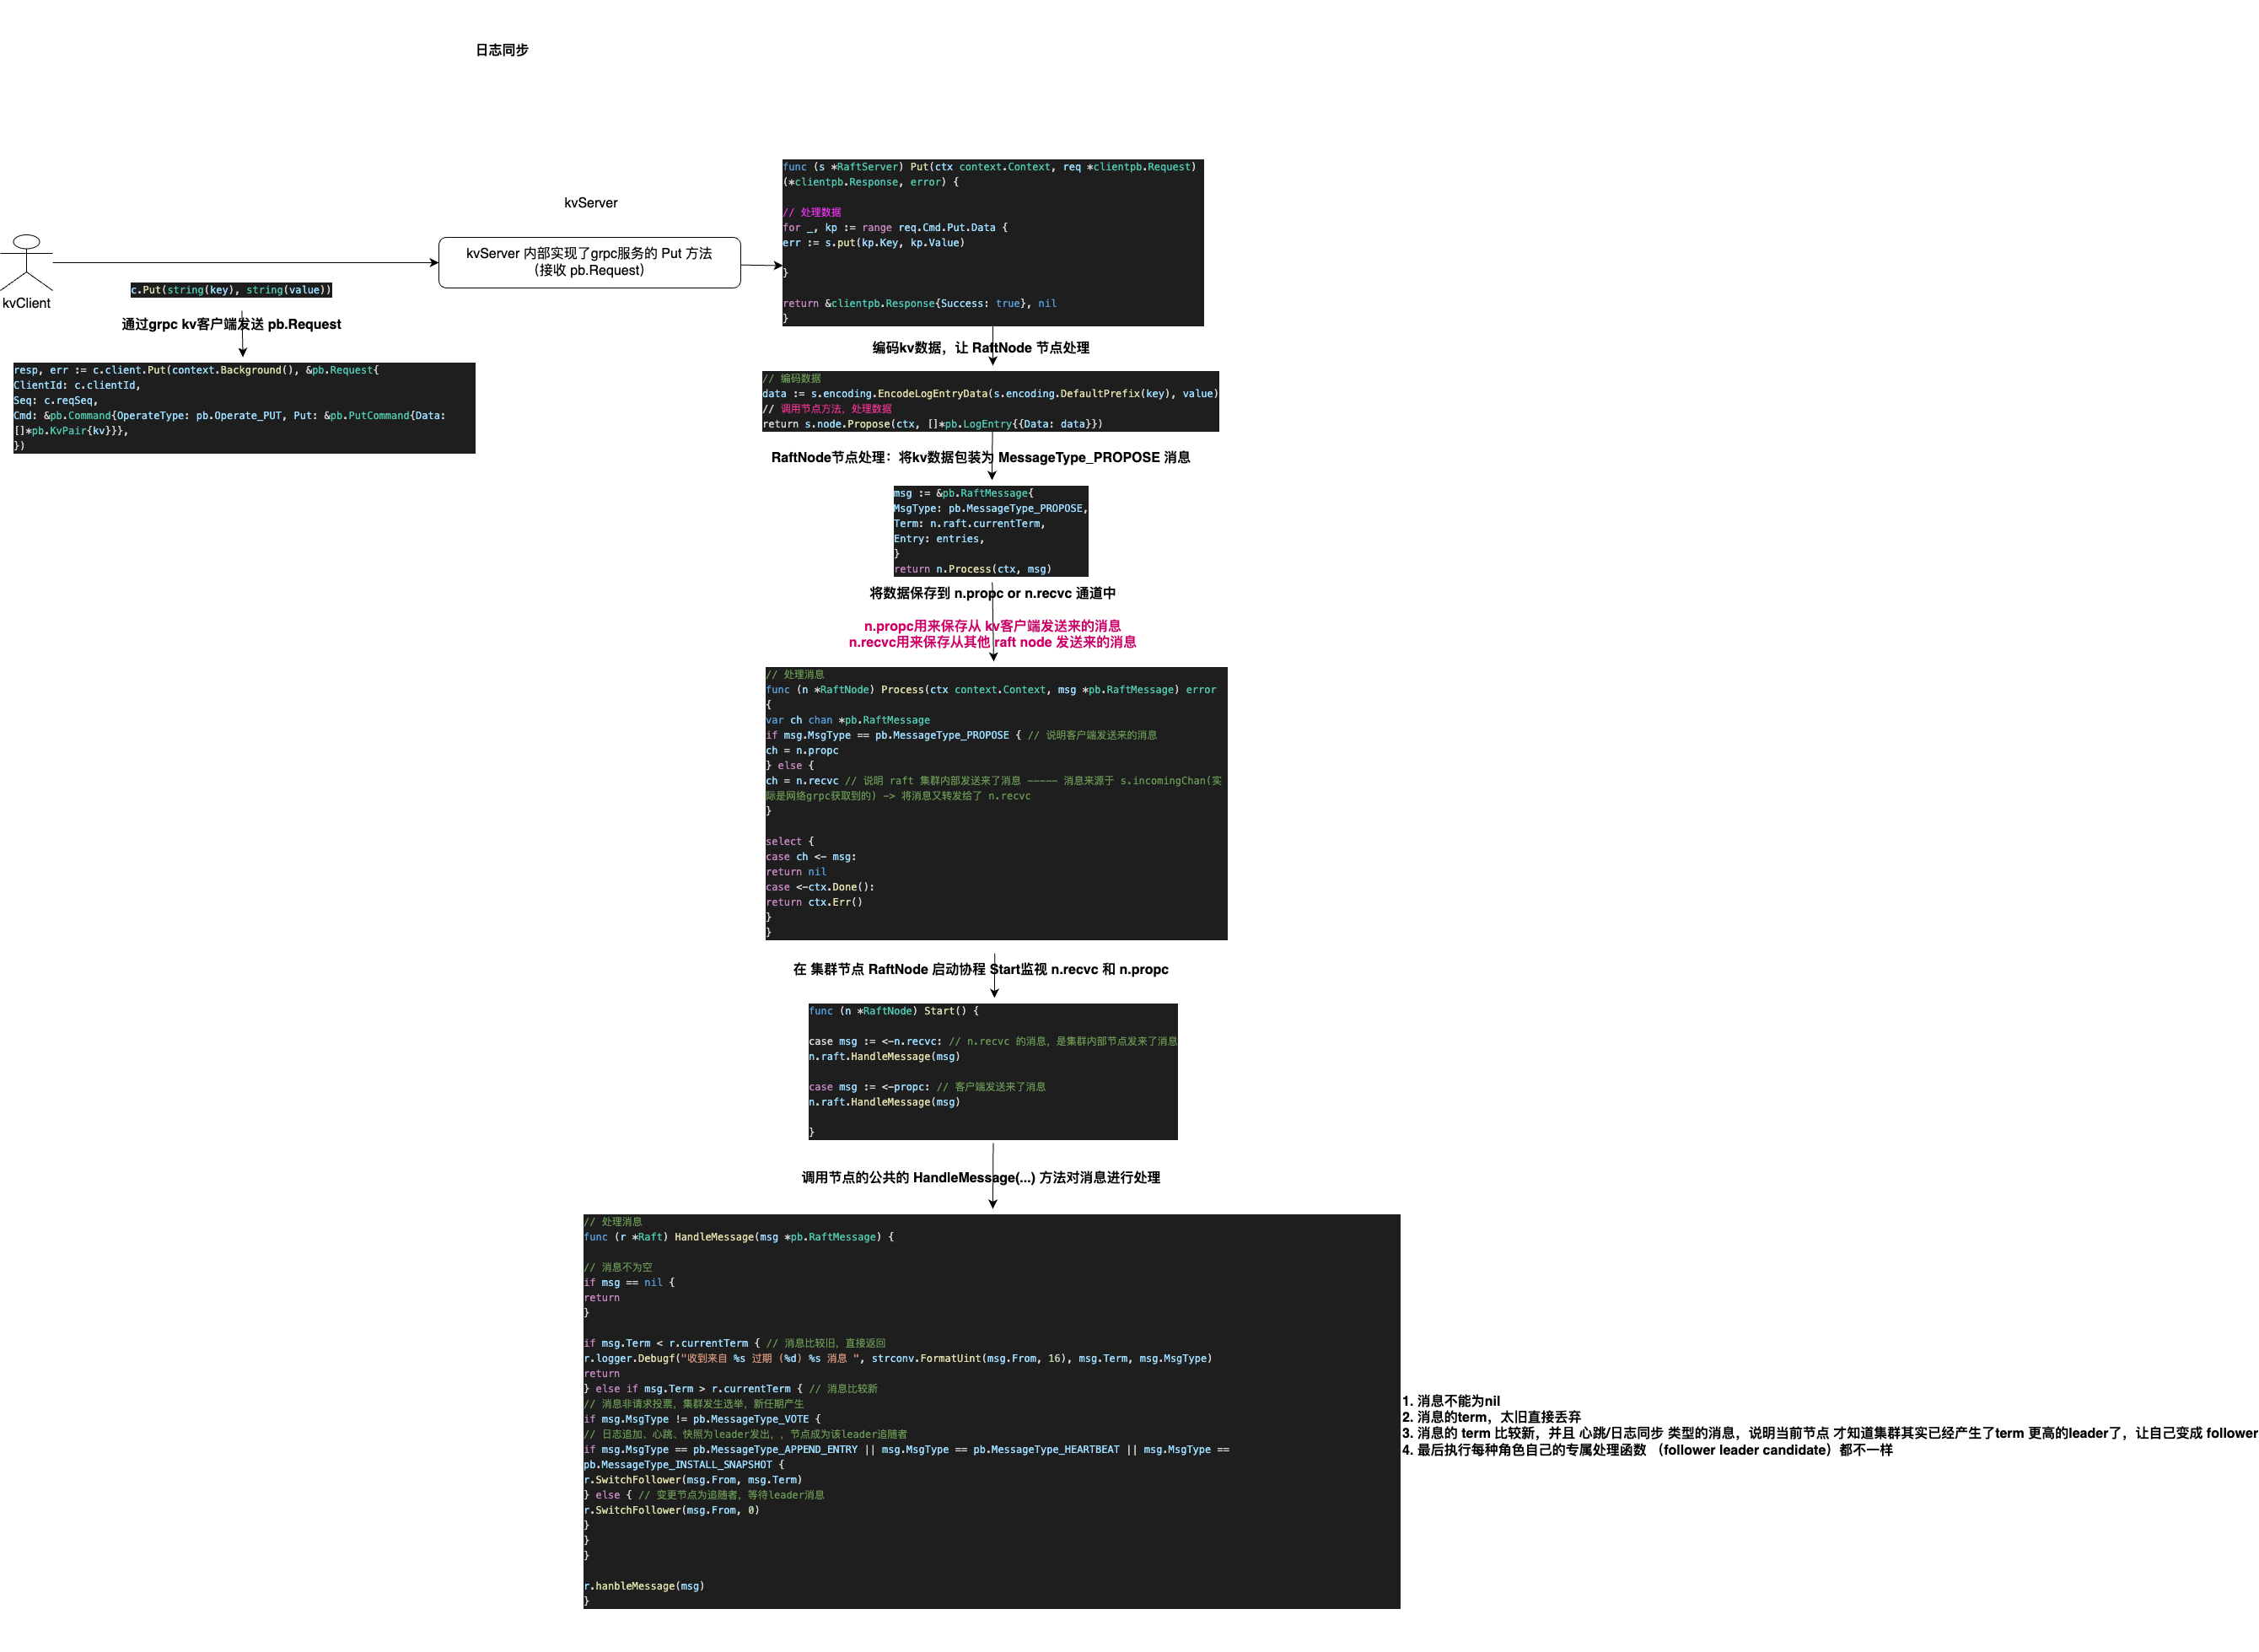 日志同步
kvClient
c.Put(string(key), string(value))
通过grpc kv客户端发送 pb.Request
resp, err := c.client.Put(context.Background(), &pb.Request{
ClientId: c.clientId,
Seq: c.reqSeq,
Cmd: &pb.Command{OperateType: pb.Operate_PUT, Put: &pb.PutCommand{Data:
[]*pb.KvPair{kv}}},
})
kvServer
kvServer 内部实现了grpc服务的 Put 方法
（接收 pb.Request）
func (s *RaftServer) Put(ctx context.Context, req *clientpb.Request)
(*clientpb.Response, error) {
// 处理数据
for _, kp := range req.Cmd.Put.Data {
err := s.put(kp.Key, kp.Value)
}
return &clientpb.Response{Success: true}, nil
}
编码kv数据，让 RaftNode 节点处理
// 编码数据
data := s.encoding.EncodeLogEntryData(s.encoding.DefaultPrefix(key), value)
// 调用节点方法，处理数据
return s.node.Propose(ctx, []*pb.LogEntry{{Data: data}})
RaftNode节点处理：将kv数据包装为 MessageType_PROPOSE 消息
msg := &pb.RaftMessage{
MsgType: pb.MessageType_PROPOSE,
Term: n.raft.currentTerm,
Entry: entries,
}
return n.Process(ctx, msg)
将数据保存到 n.propc or n.recvc 通道中
n.propc用来保存从 kv客户端发送来的消息
n.recvc用来保存从其他 raft node 发送来的消息
// 处理消息
func (n *RaftNode) Process(ctx context.Context, msg *pb.RaftMessage) error
{
var ch chan *pb.RaftMessage
if msg.MsgType == pb.MessageType_PROPOSE { // 说明客户端发送来的消息
ch = n.propc
} else {
ch = n.recvc // 说明 raft 集群内部发送来了消息 ----- 消息来源于 s.incomingChan(实
际是网络grpc获取到的) -> 将消息又转发给了 n.recvc
}
select {
case ch <- msg:
return nil
case <-ctx.Done():
return ctx.Err()
}
}
在 集群节点 RaftNode 启动协程 Start监视 n.recvc 和 n.propc
func (n *RaftNode) Start() {
case msg := <-n.recvc: // n.recvc 的消息，是集群内部节点发来了消息
n.raft.HandleMessage(msg)
case msg := <-propc: // 客户端发送来了消息
n.raft.HandleMessage(msg)
}
调用节点的公共的 HandleMessage(...) 方法对消息进行处理
// 处理消息
func (r *Raft) HandleMessage(msg *pb.RaftMessage) {
// 消息不为空
if msg == nil {
return
}
if msg.Term < r.currentTerm { // 消息比较旧，直接返回
r.logger.Debugf("收到来自 %s 过期 (%d) %s 消息 ", strconv.FormatUint(msg.From, 16), msg.Term, msg.MsgType)
return
} else if msg.Term > r.currentTerm { // 消息比较新
// 消息非请求投票，集群发生选举，新任期产生
if msg.MsgType != pb.MessageType_VOTE {
// 日志追加、心跳、快照为leader发出，，节点成为该leader追随者
if msg.MsgType == pb.MessageType_APPEND_ENTRY || msg.MsgType == pb.MessageType_HEARTBEAT || msg.MsgType ==
pb.MessageType_INSTALL_SNAPSHOT {
r.SwitchFollower(msg.From, msg.Term)
} else { // 变更节点为追随者，等待leader消息
r.SwitchFollower(msg.From, 0)
}
}
}
r.hanbleMessage(msg)
}
1. 消息不能为nil
2. 消息的term，太旧直接丢弃
3. 消息的 term 比较新，并且 心跳/日志同步 类型的消息，说明当前节点 才知道集群其实已经产生了term 更高的leader了，让自己变成 follower
4. 最后执行每种角色自己的专属处理函数 （follower leader candidate）都不一样